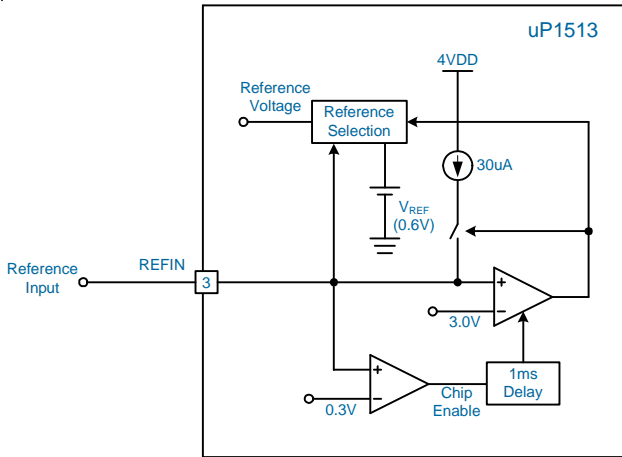 uP1513
4VDD
Reference
Voltage
Reference
Selection
30uA
VREF
(0.6V)
Reference
Input
REFIN
3
3.0V
+
−
1ms
Delay
Chip
Enable
+
−
0.3V